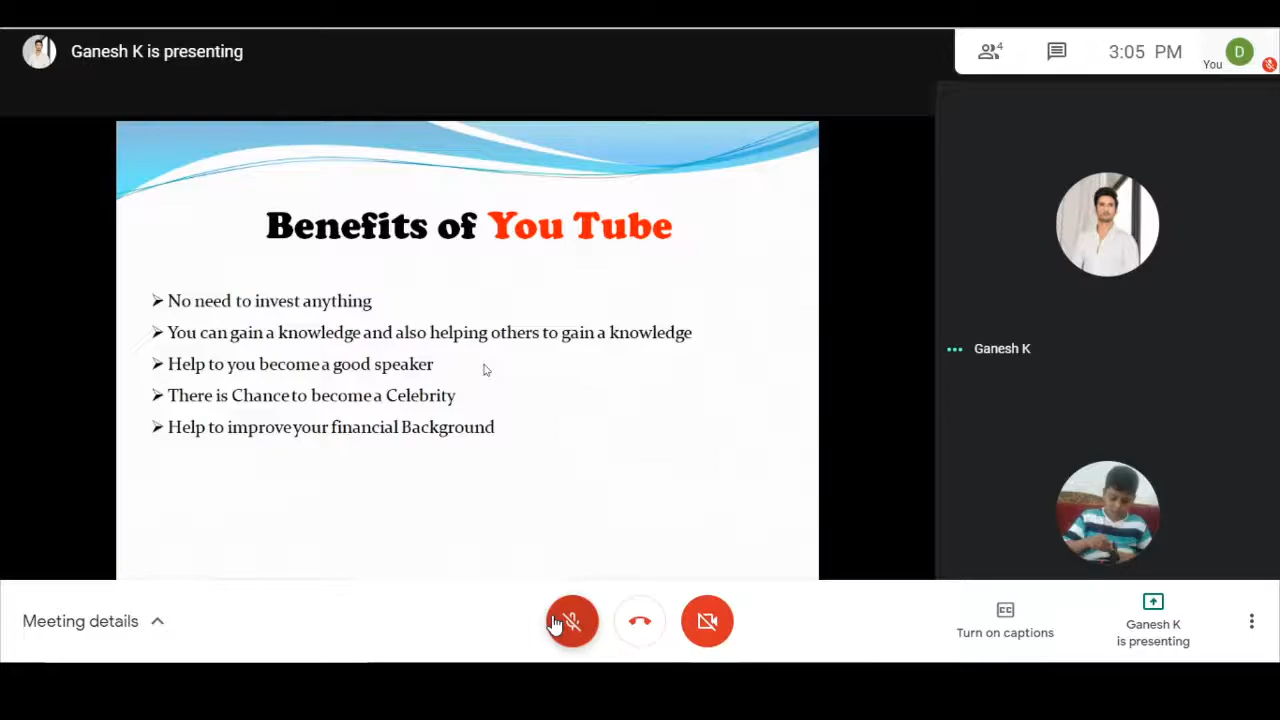 Ganesh K is presenting
4
3:05 PM
You
D
Benefits of You Tube
No need to invest anything
You can gain a knowledge and also helping others to gain a knowledge
Help to you become a good speaker
There is Chance to become a Celebrity
Help to improve your financial Background
Ganesh K
Meeting details
CC
Turn on captions
Ganesh K
is presenting